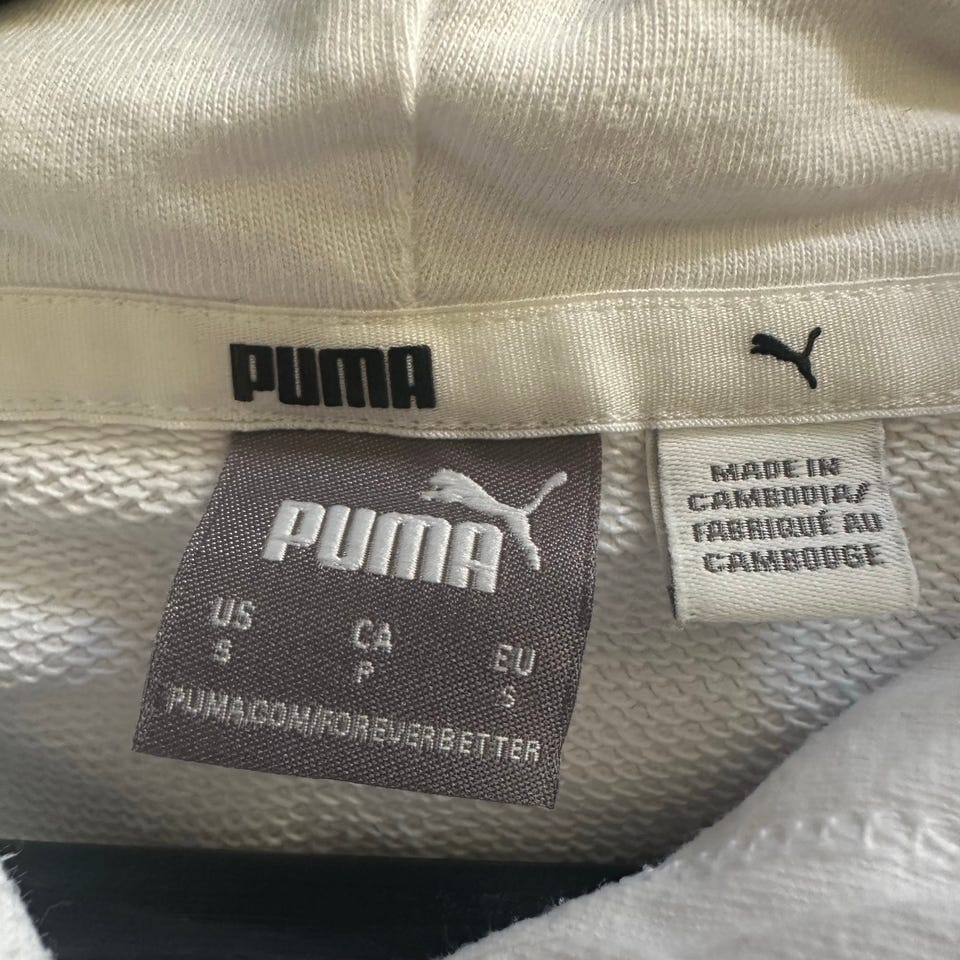 PUMA
PUMA
US
S
CA
P
EU
S
PUMA.COM/FOREVERBETTER
MADE IN
CAMBODIA/
FABRIQUÉ AU
CAMBODGE